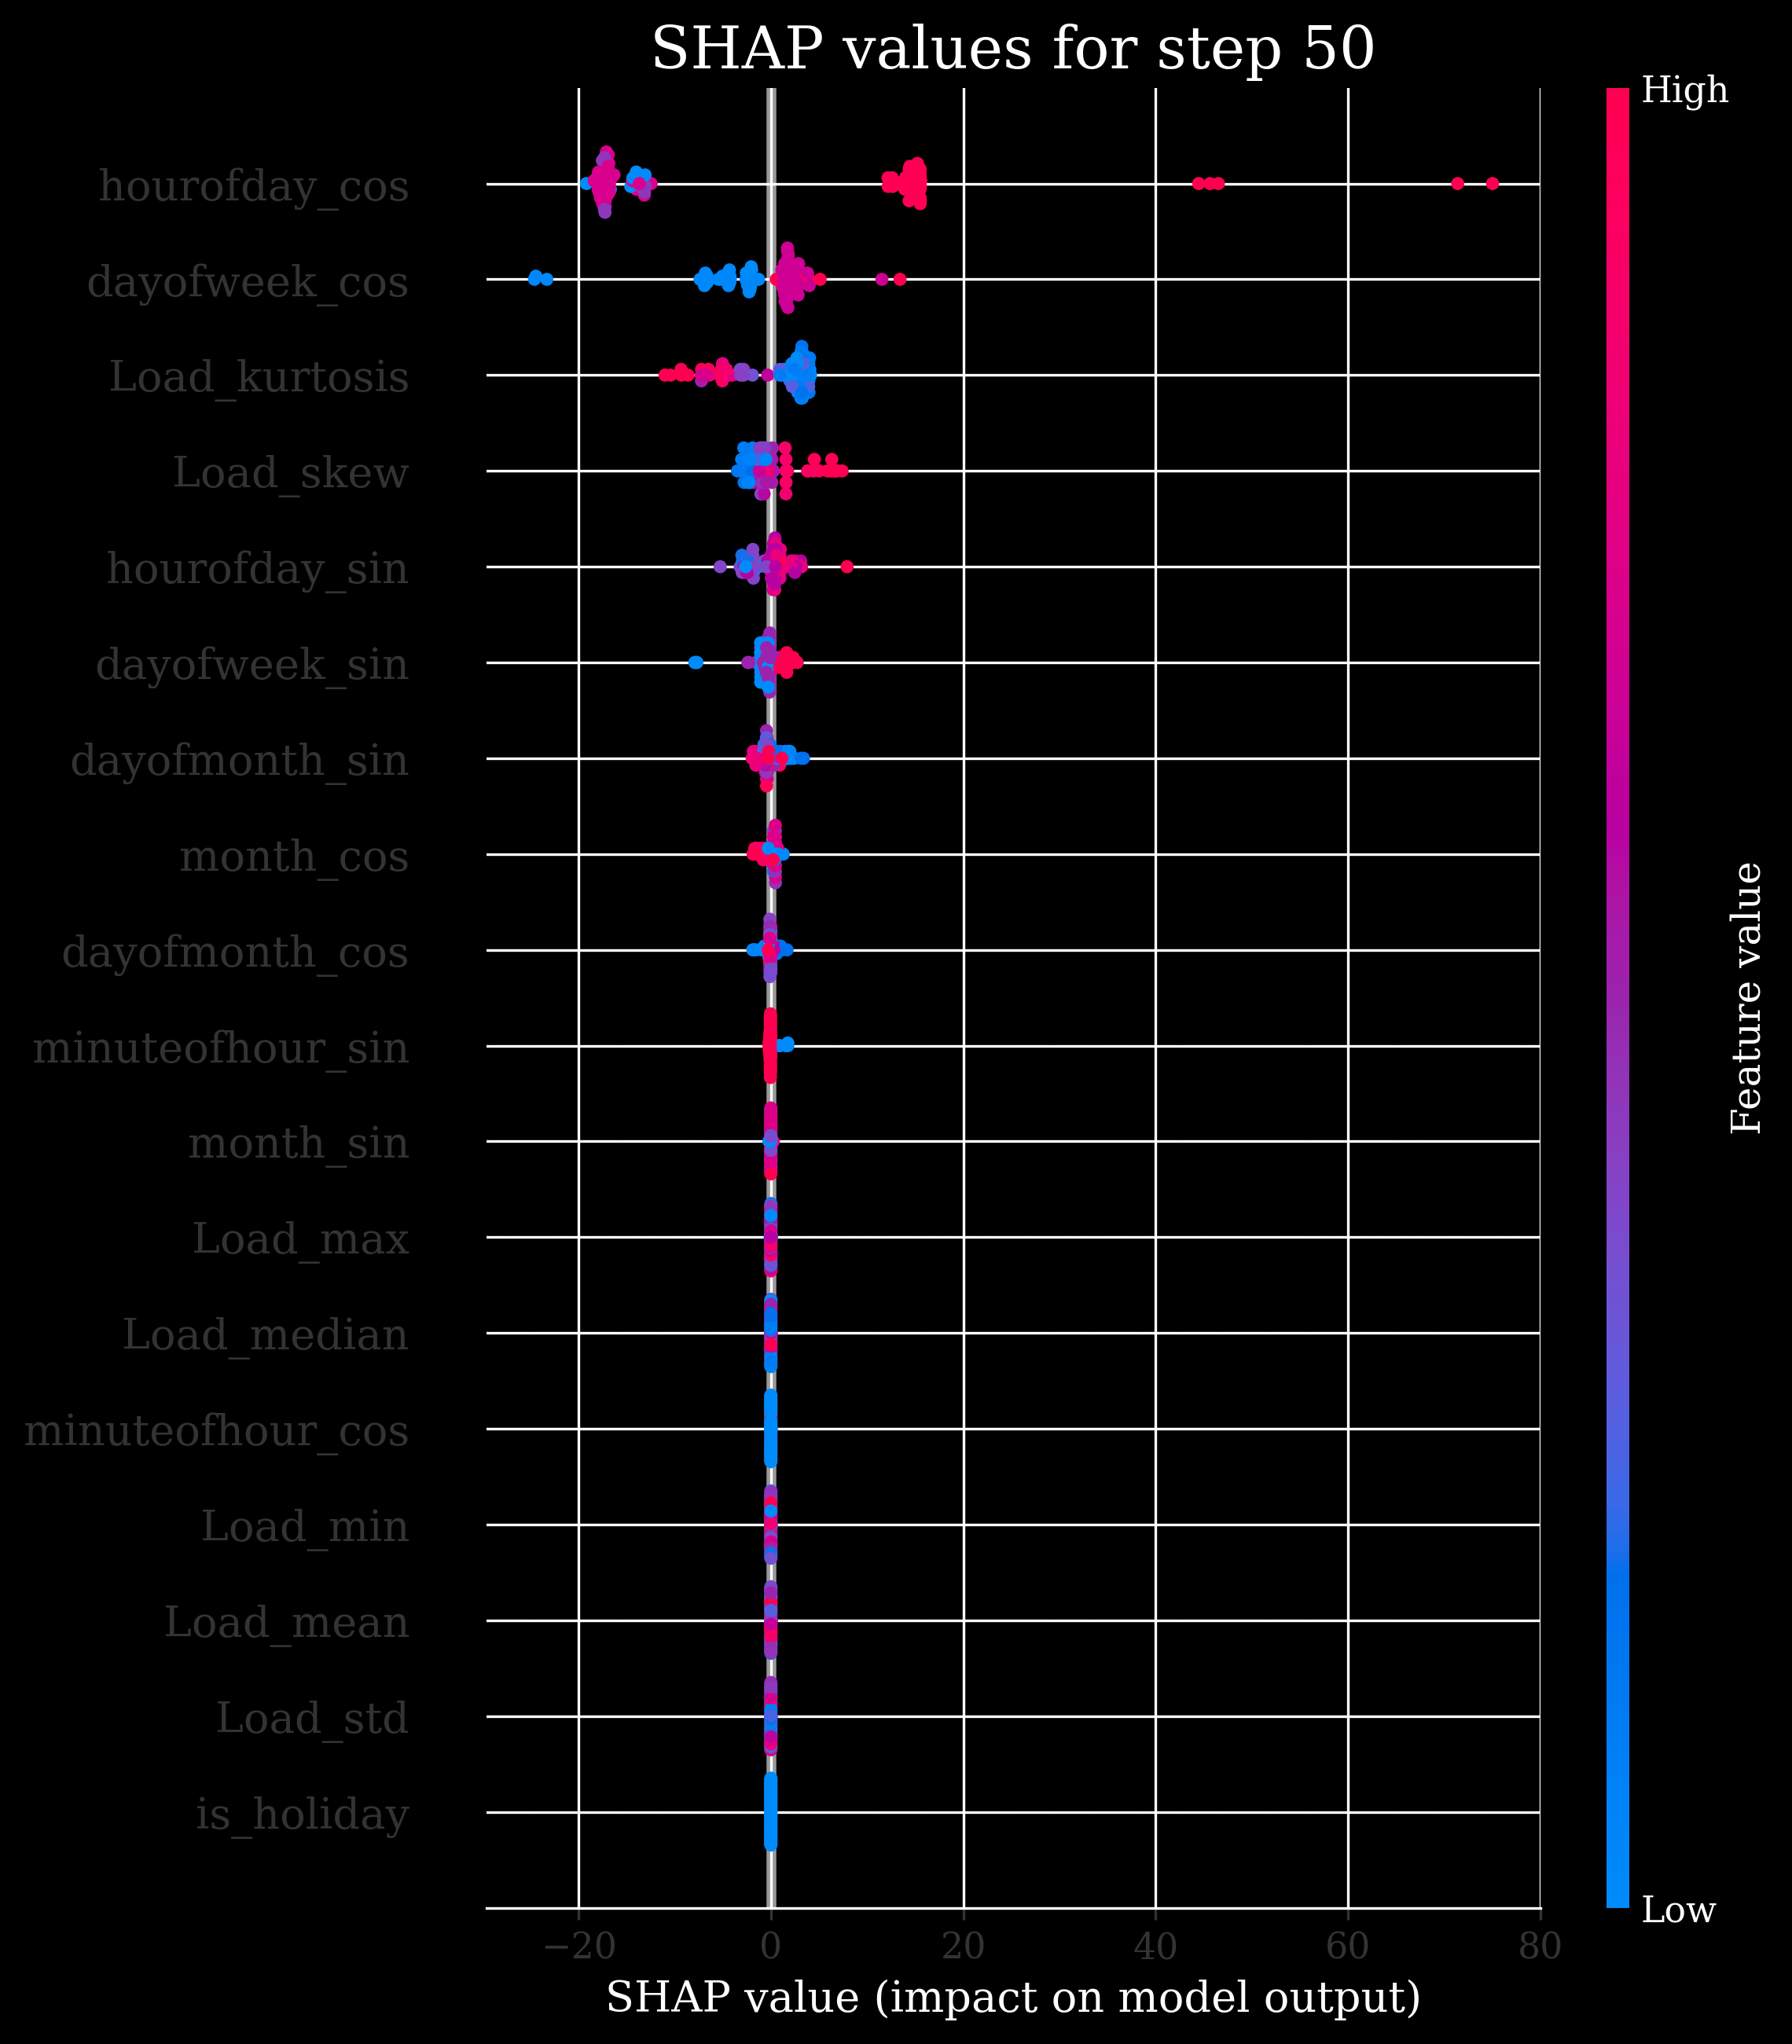 SHAP values for step 50
High
hourofday_cos
dayofweek_cos
Load_kurtosis
Load_skew
hourofday_sin
dayofweek_sin
dayofmonth_sin
month_cos
dayofmonth_cos
minuteofhour_sin
month_sin
Load_max
Load_median
minuteofhour_cos
Load_min
Load_mean
Load_std
is_holiday
Feature value
Low
−20 0 20 40 60 80
SHAP value (impact on model output)